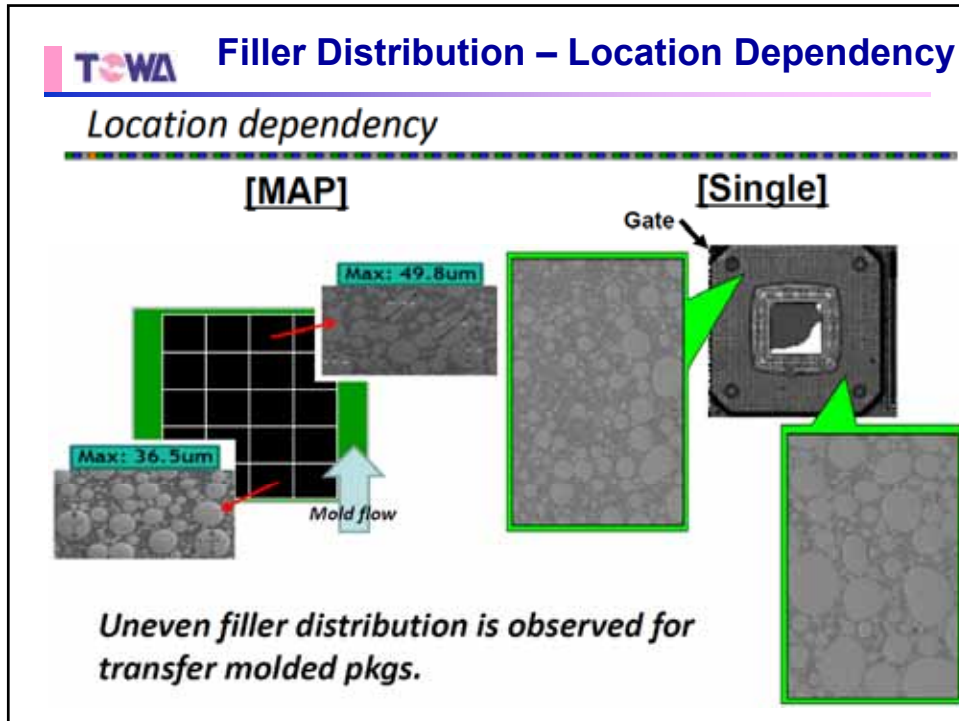 TOWA
Filler Distribution – Location Dependency
Location dependency
[MAP]
[Single]
Gate
Max: 49.8um
Max: 36.5um
Mold flow
Uneven filler distribution is observed for
transfer molded pkgs.